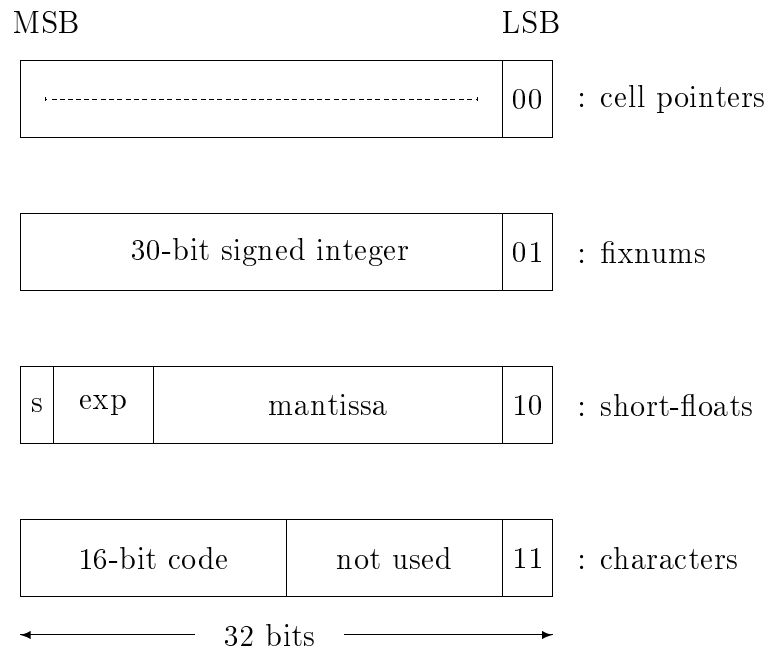 MSB LSB
00 : cell pointers
30-bit signed integer 01 : fixnums
s exp mantissa 10 : short-floats
16-bit code not used 11 : characters
32 bits